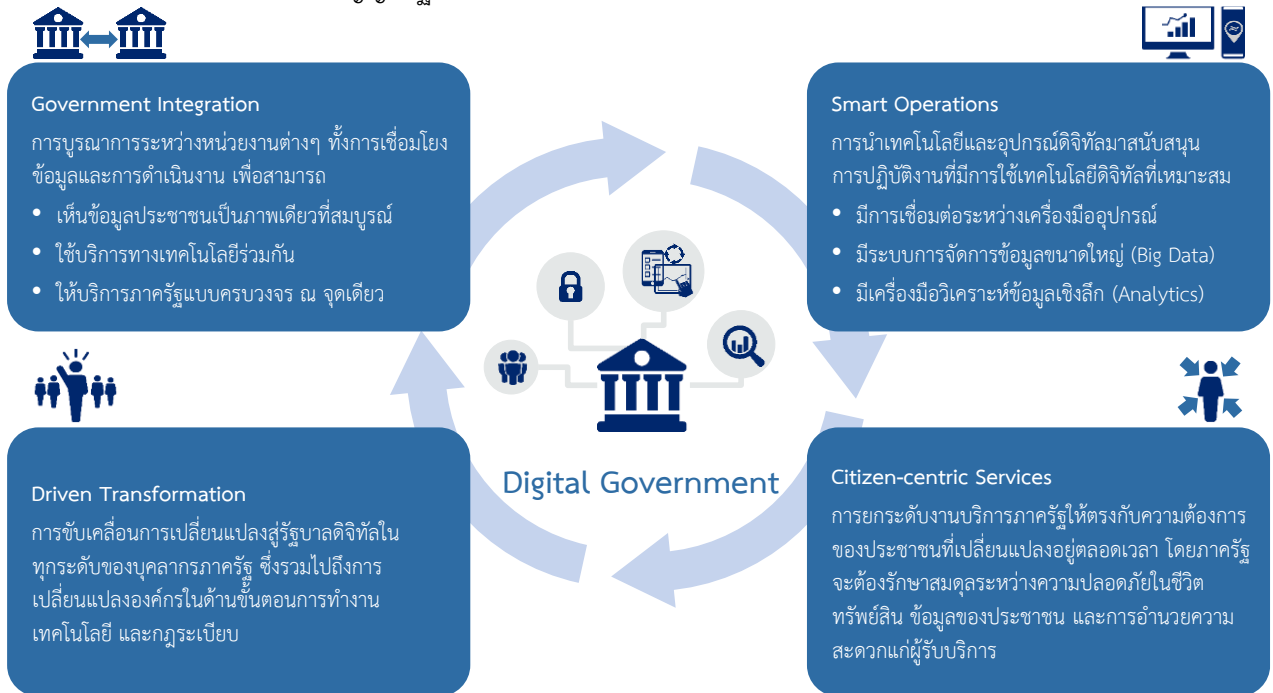 Government Integration
การบูรณาการระหว่างหน่วยงานต่างๆ ทั้งการเชื่อมโยง
ข้อมูลและการดำเนินงาน เพื่อสามารถ
• เห็นข้อมูลประชาชนเป็นภาพเดียวที่สมบูรณ์
• ใช้บริการทางเทคโนโลยีร่วมกัน
• ให้บริการภาครัฐแบบครบวงจร ณ จุดเดียว
Smart Operations
การนำเทคโนโลยีและอุปกรณ์ดิจิทัลมาสนับสนุน
การปฏิบัติงานที่มีการใช้เทคโนโลยีดิจิทัลที่เหมาะสม
• มีการเชื่อมต่อระหว่างเครื่องมืออุปกรณ์
• มีระบบการจัดการข้อมูลขนาดใหญ่ (Big Data)
• มีเครื่องมือวิเคราะห์ข้อมูลเชิงลึก (Analytics)
Digital Government
Driven Transformation
การขับเคลื่อนการเปลี่ยนแปลงสู่รัฐบาลดิจิทัลใน
ทุกระดับของบุคลากรภาครัฐ ซึ่งรวมไปถึงการ
เปลี่ยนแปลงองค์กรในด้านขั้นตอนการทำงาน
เทคโนโลยี และกฎระเบียบ
Citizen-centric Services
การยกระดับงานบริการภาครัฐให้ตรงกับความต้องการ
ของประชาชนที่เปลี่ยนแปลงอยู่ตลอดเวลา โดยภาครัฐ
จะต้องรักษาสมดุลระหว่างความปลอดภัยในชีวิต
ทรัพย์สิน ข้อมูลของประชาชน และการอำนวยความ
สะดวกแก่ผู้รับบริการ